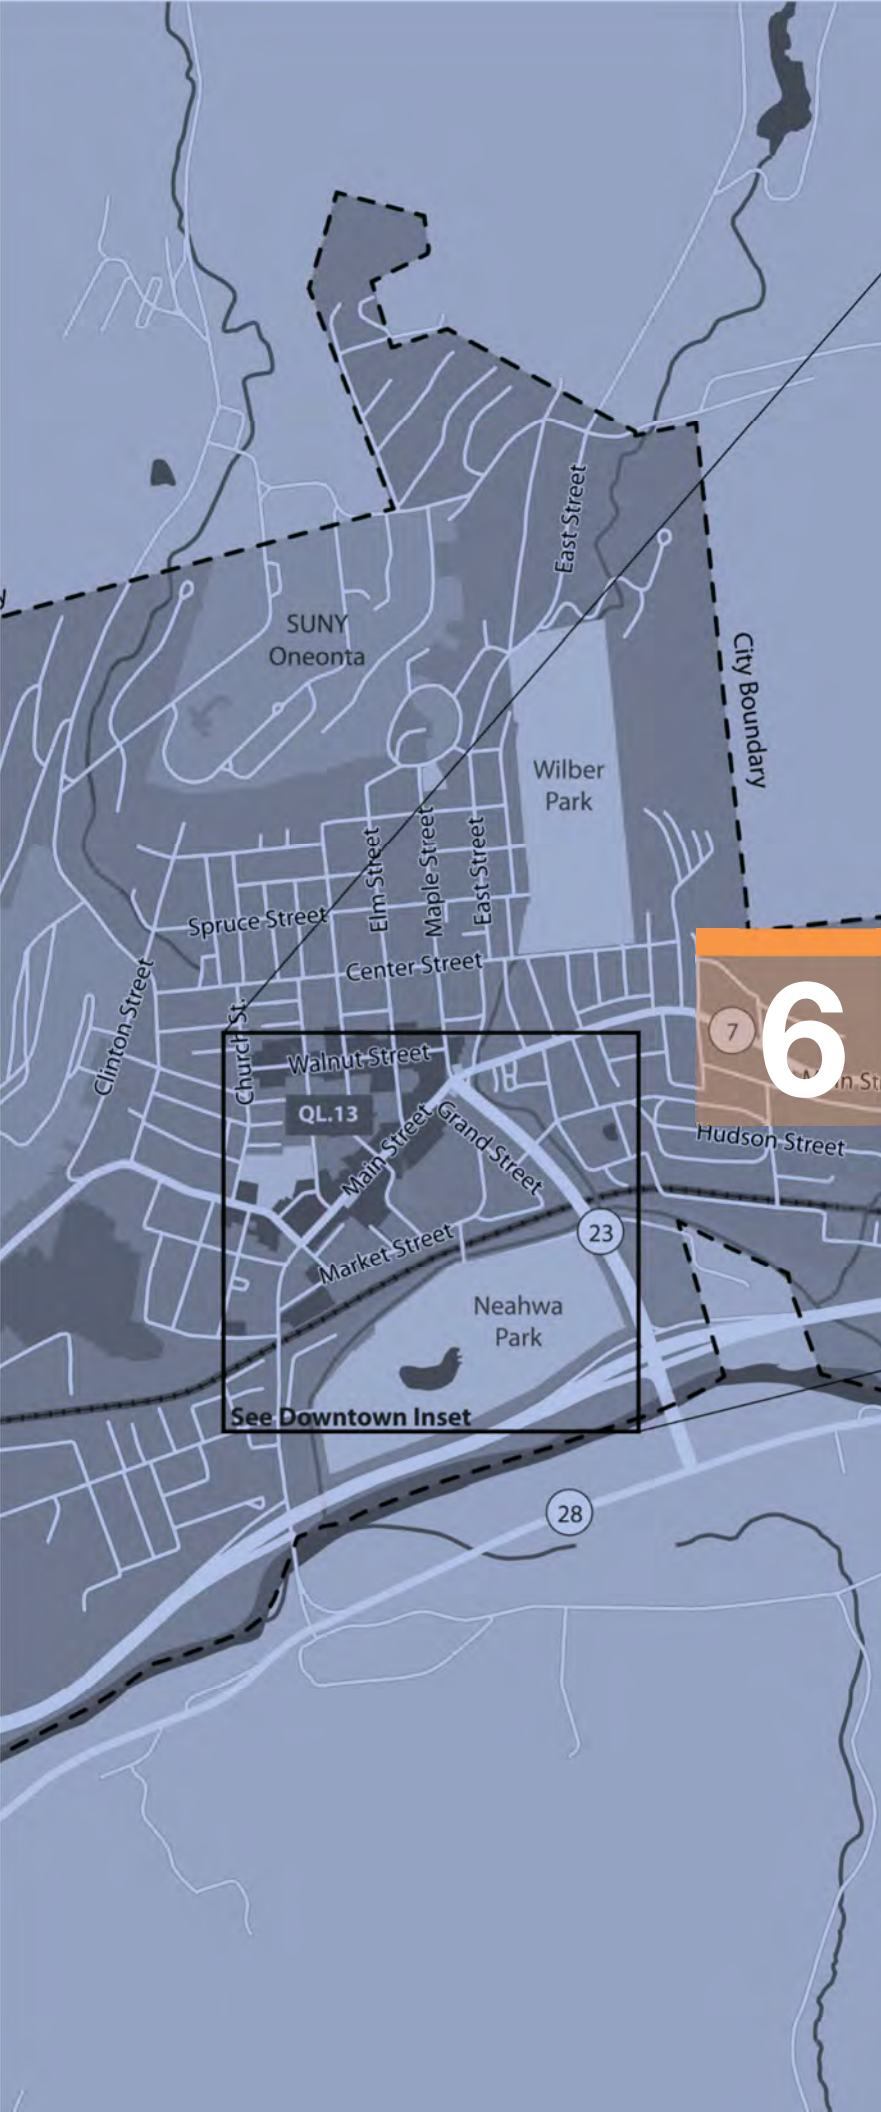 East Street
SUNY
Oneonta
City Boundary
Wilber
Park
Elm Street
Maple Street
East Street
Spruce Street
Center Street
Clinton Street
Church St.
7
6
Walnut Street
QL.13
Main Street
Grand Street
Hudson Street
23
Market Street
Neahwa
Park
See Downtown Inset
28